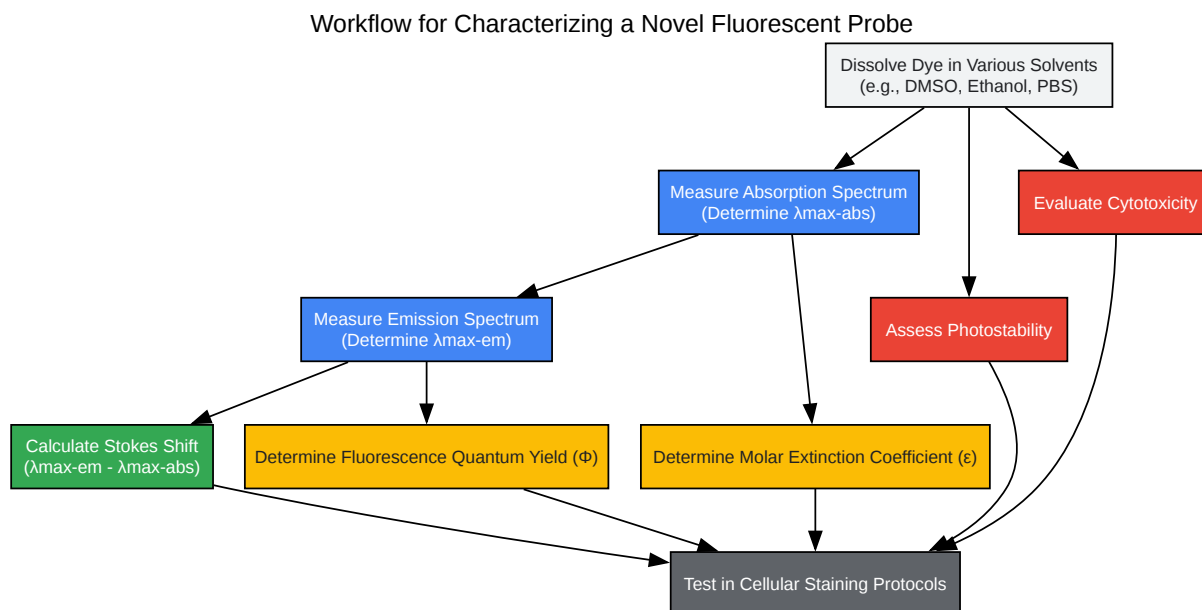 Workflow for Characterizing a Novel Fluorescent Probe
Dissolve Dye in Various Solvents
(e.g., DMSO, Ethanol, PBS)
Measure Absorption Spectrum
(Determine λmax-abs)
Evaluate Cytotoxicity
Measure Emission Spectrum
(Determine λmax-em)
Assess Photostability
Calculate Stokes Shift
(λmax-em - λmax-abs)
Determine Fluorescence Quantum Yield (Φ)
Determine Molar Extinction Coefficient (ε)
Test in Cellular Staining Protocols